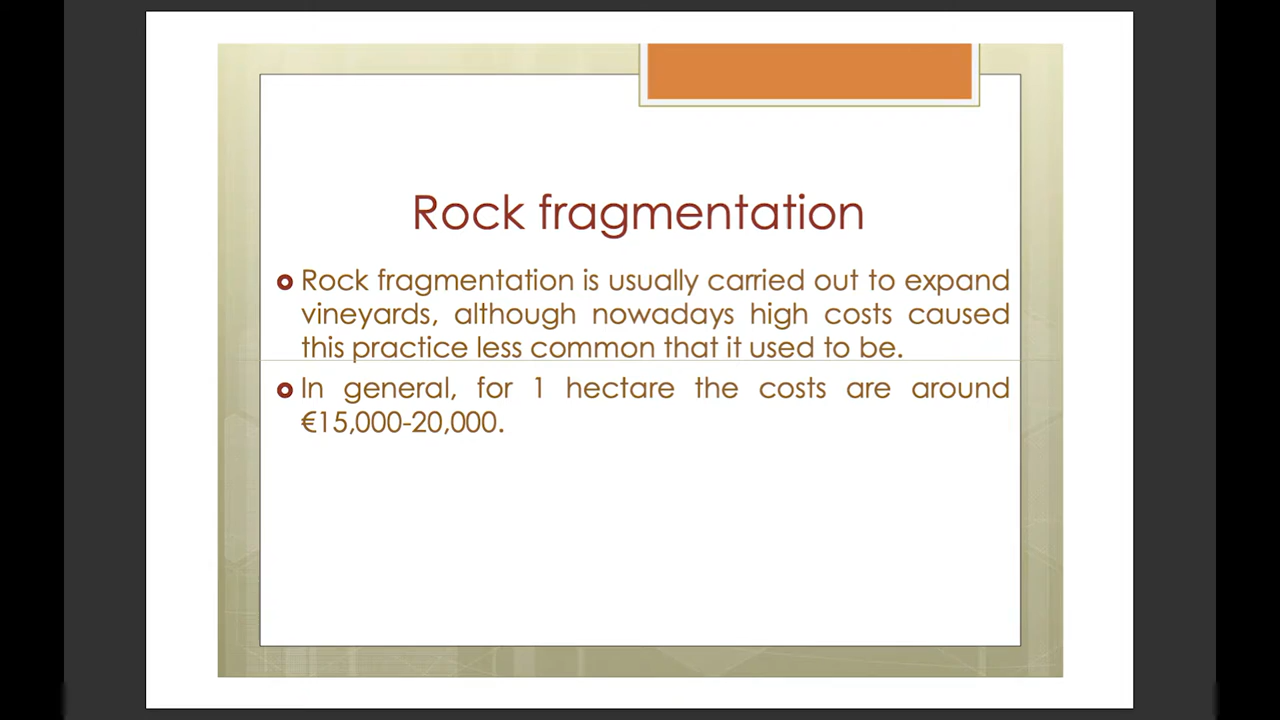 Rock fragmentation
Rock fragmentation is usually carried out to expand
vineyards, although nowadays high costs caused
this practice less common that it used to be.
In general, for 1 hectare the costs are around
€15,000-20,000.